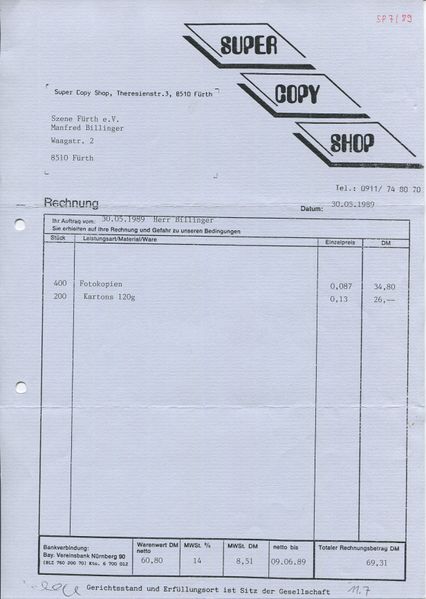 SP 7/89
SUPER
COPY
SHOP
Super Copy Shop, Theresienstr.3, 8510 Fürth
Szene Fürth e.V.
Manfred Billinger
Waagstr. 2
8510 Fürth
Tel.: 0911/ 74 80 70
Rechnung
Datum: 30.05.1989
Ihr Auftrag vom: 30.05.1989 Herr Billinger
Sie erhielten auf Ihre Rechnung und Gefahr zu unseren Bedingungen
Stück Leistungsart/Material/Ware Einzelpreis DM
400 Fotokopien 0,087 34,80
200 Kartons 120g 0,13 26,--
Bankverbindung:
Bay. Vereinsbank Nürnberg 90
(BLZ 760 200 70) Kto. 6 700 012
Warenwert DM netto 60,80
MWSt. % 14
MWSt. DM 8,51
netto bis 09.06.89
Totaler Rechnungsbetrag DM 69,31
Gerichtsstand und Erfüllungsort ist Sitz der Gesellschaft
11.7